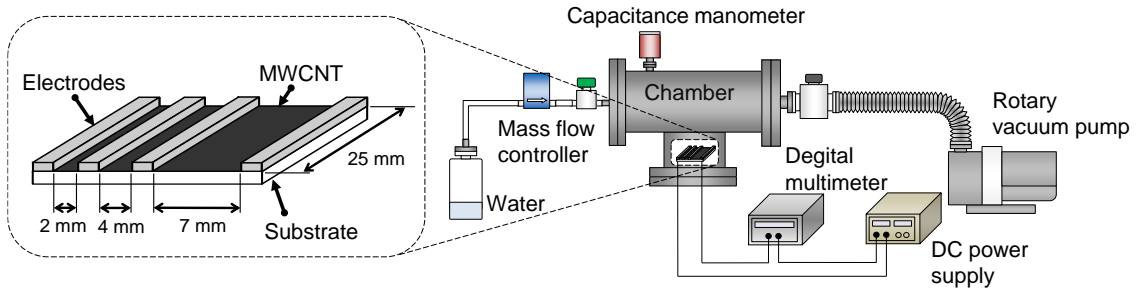 Capacitance manometer
Electrodes
MWCNT
Chamber
Mass flow
controller
Rotary
vacuum pump
25 mm
Degital
multimeter
2 mm
4 mm
7 mm
Substrate
Water
DC power
supply